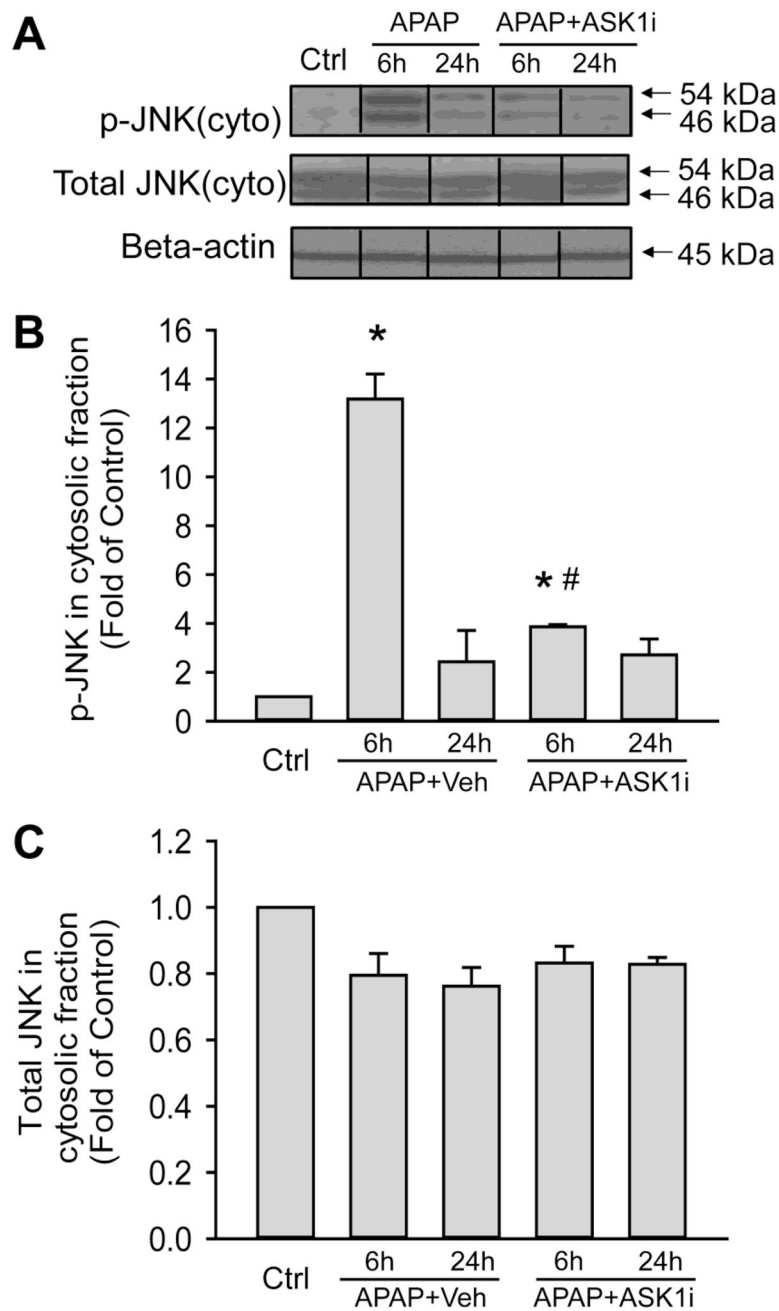 A
APAP APAP+ASK1i
Ctrl 6h 24h 6h 24h
p-JNK(cyto)
54 kDa
46 kDa
Total JNK(cyto)
54 kDa
46 kDa
Beta-actin
45 kDa
B
p-JNK in cytosolic fraction
(Fold of Control)
16
14
12
10
8
6
4
2
0
*
* #
Ctrl 6h 24h 6h 24h
APAP+Veh APAP+ASK1i
C
Total JNK in
cytosolic fraction
(Fold of Control)
1.2
1.0
0.8
0.6
0.4
0.2
0.0
Ctrl 6h 24h 6h 24h
APAP+Veh APAP+ASK1i